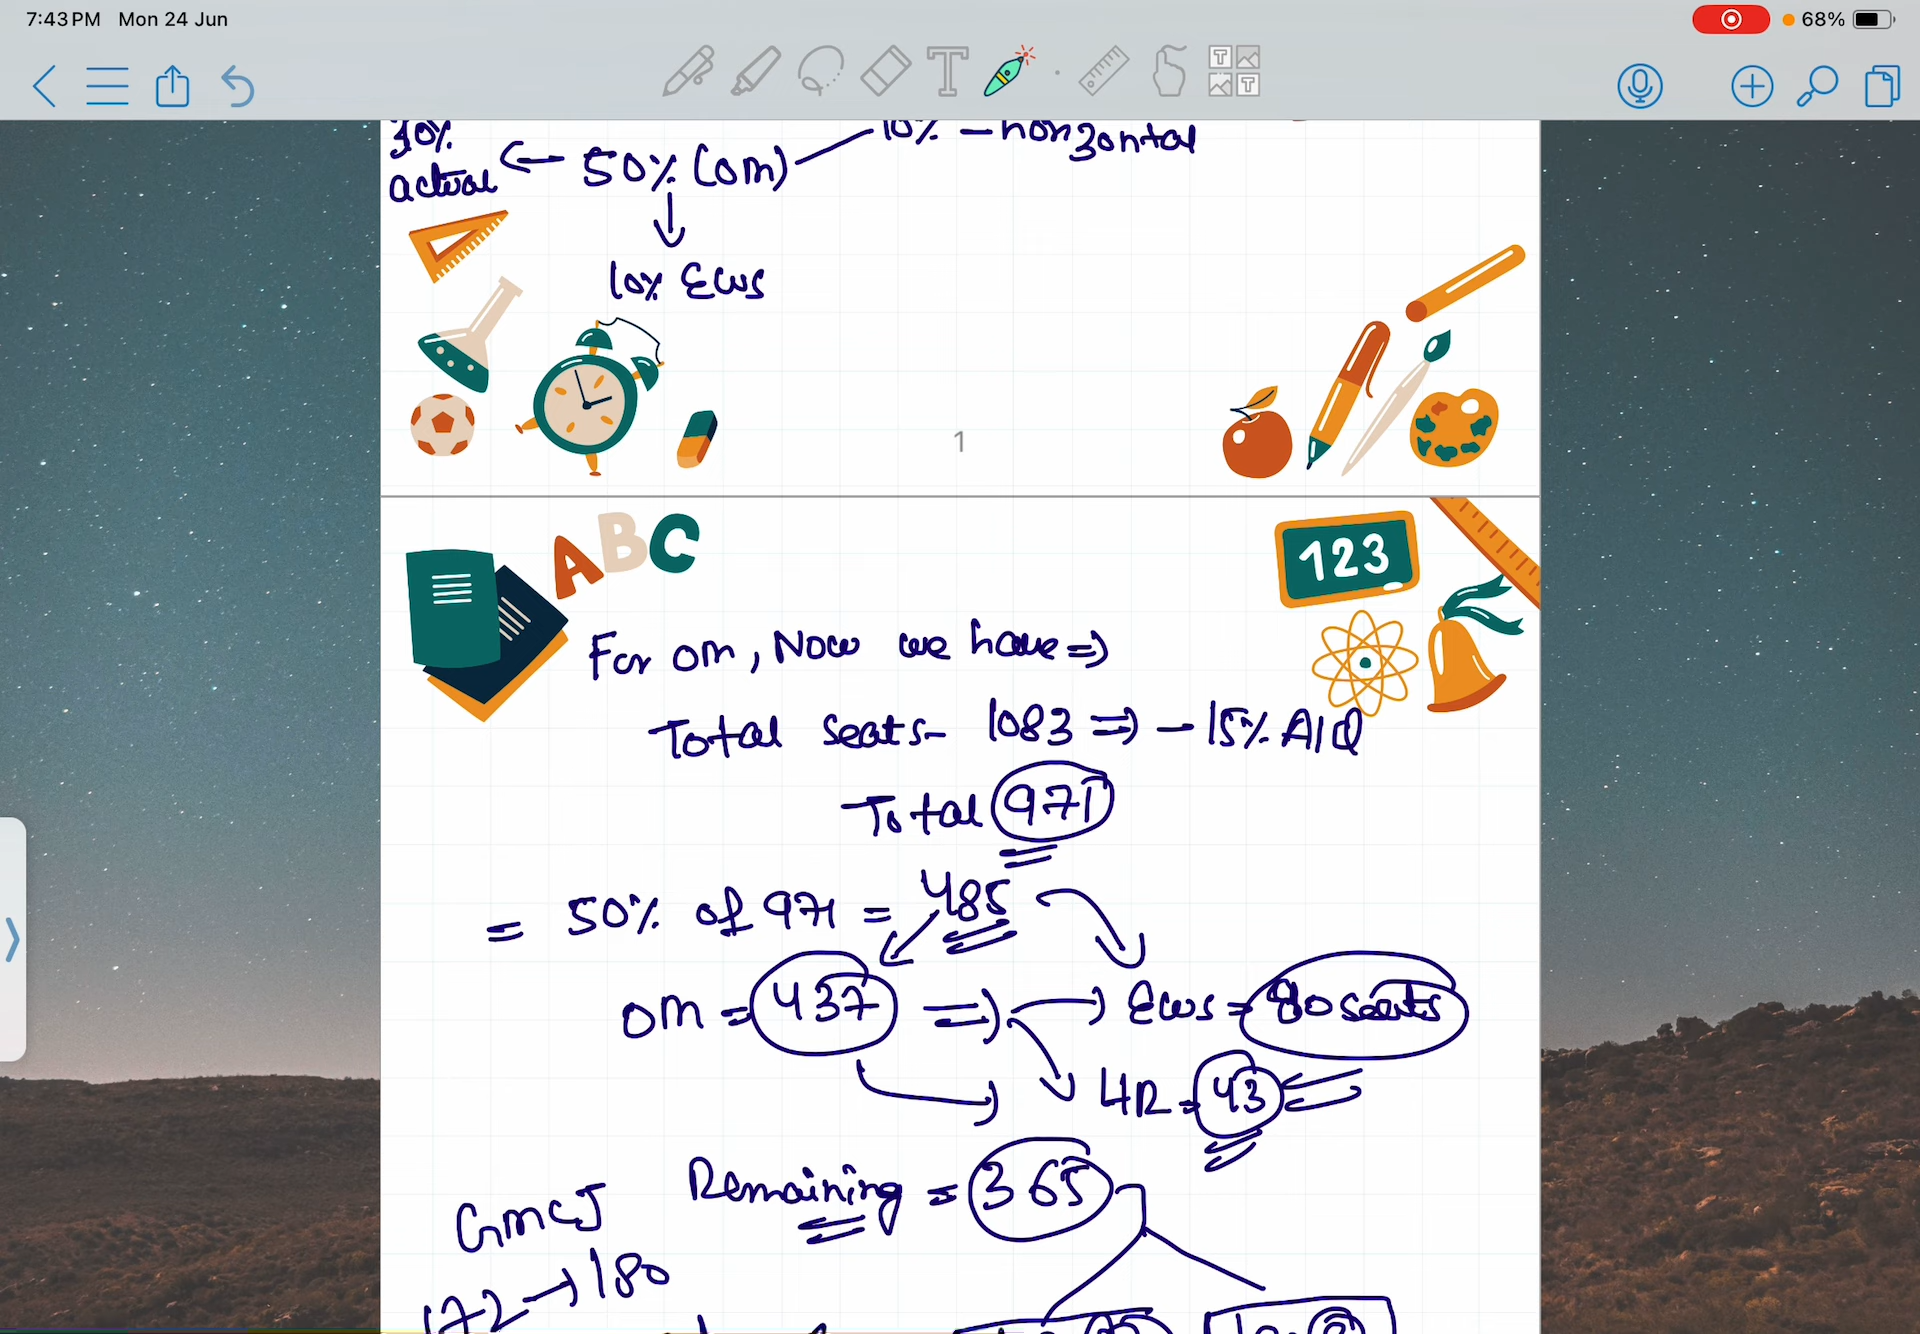 7:43 PM Mon 24 Jun
68%
T
T
T
30%
actual
50% (OM)
10% - horizontal
10% EWS
1
ABC
123
For OM, Now we have =>
Total seats- 1083 => - 15% AIQ
Total 971
= 50% of 971 = 485
OM = 437 => EWS = 80 seats
HR = 43
Remaining = 365
GMCJ
172 → 180